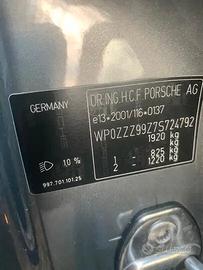 GERMANY
DR.ING.H.C.F.PORSCHE AG
e13*2001/116*0137
WP0ZZZ99Z7S724792
1920 kg
1 - 825 kg
2 - 1220 kg
10%
997.701.101.25
subito